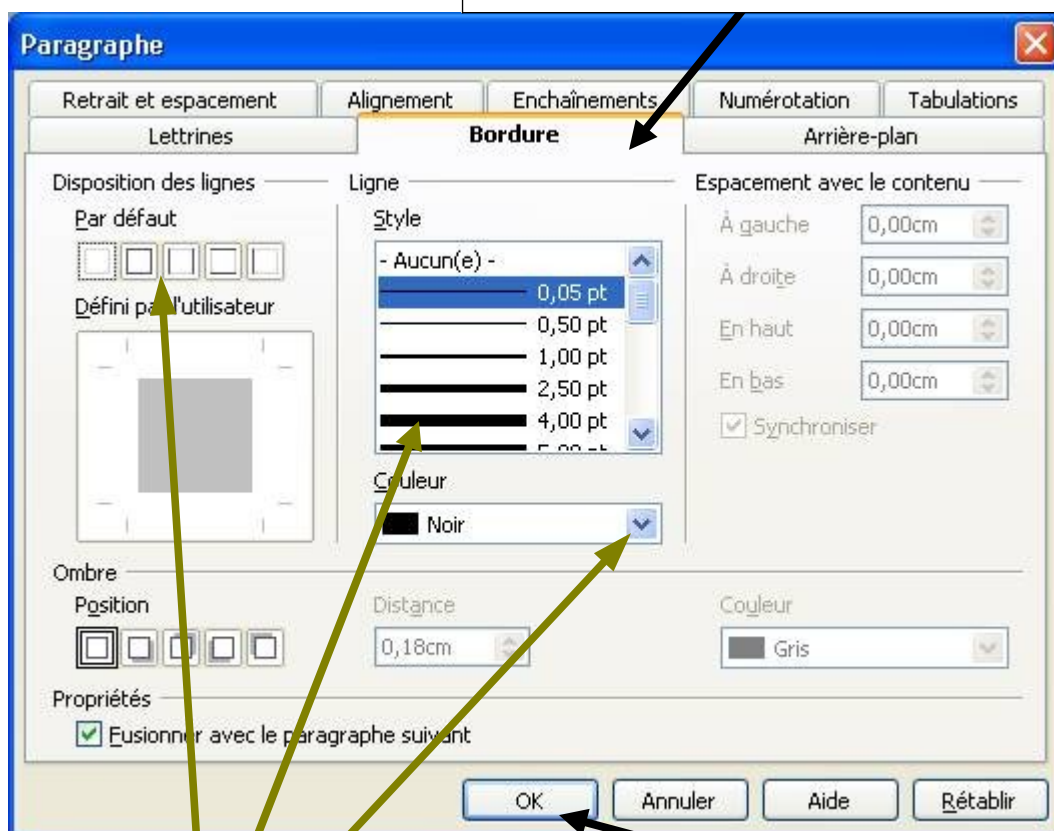 Paragraphe
Retrait et espacement Alignement Enchaînements Numérotation Tabulations
Lettrines Bordure Arrière-plan
Disposition des lignes Ligne Espacement avec le contenu
Par défaut Style À gauche 0,00cm
- Aucun(e) - À droite 0,00cm
0,05 pt
Défini par l'utilisateur 0,50 pt En haut 0,00cm
1,00 pt
2,50 pt En bas 0,00cm
4,00 pt Synchroniser
Couleur
Noir
Ombre
Position Distance Couleur
0,18cm Gris
Propriétés
Fusionner avec le paragraphe suivant
OK Annuler Aide Rétablir